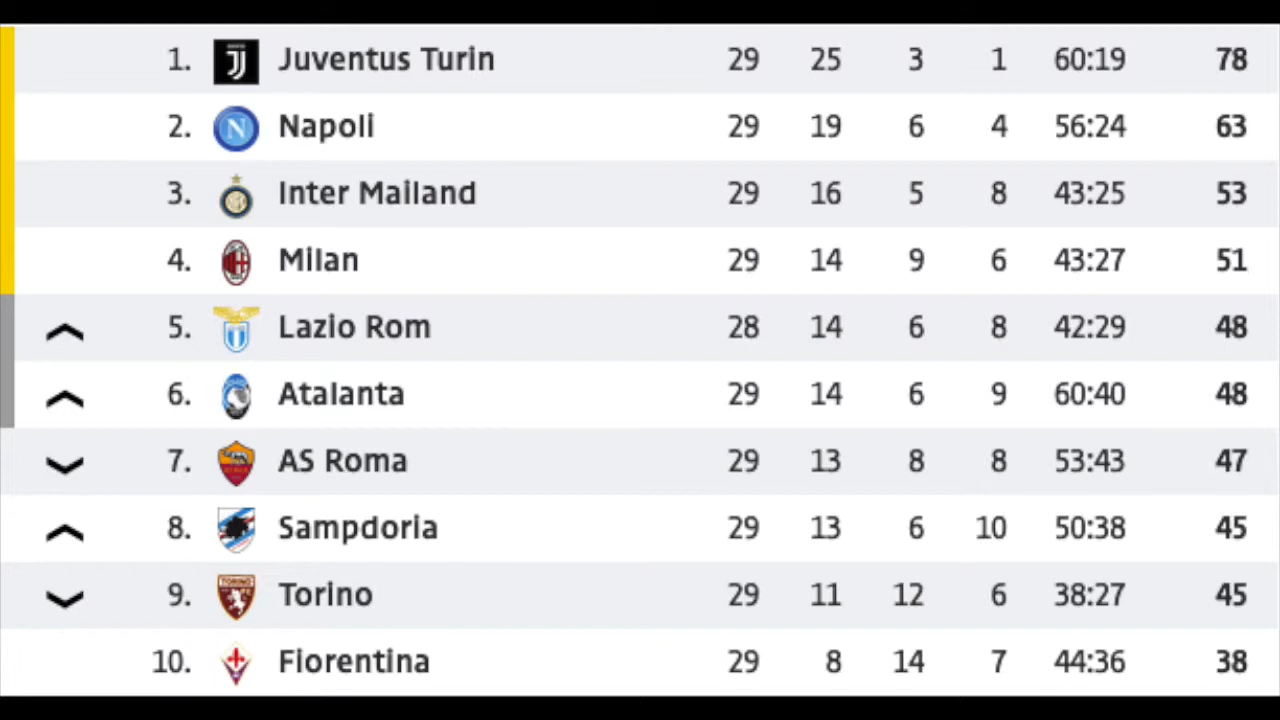 1. Juventus Turin 29 25 3 1 60:19 78
2. Napoli 29 19 6 4 56:24 63
3. Inter Mailand 29 16 5 8 43:25 53
4. Milan 29 14 9 6 43:27 51
5. Lazio Rom 28 14 6 8 42:29 48
6. Atalanta 29 14 6 9 60:40 48
7. AS Roma 29 13 8 8 53:43 47
8. Sampdoria 29 13 6 10 50:38 45
9. Torino 29 11 12 6 38:27 45
10. Fiorentina 29 8 14 7 44:36 38